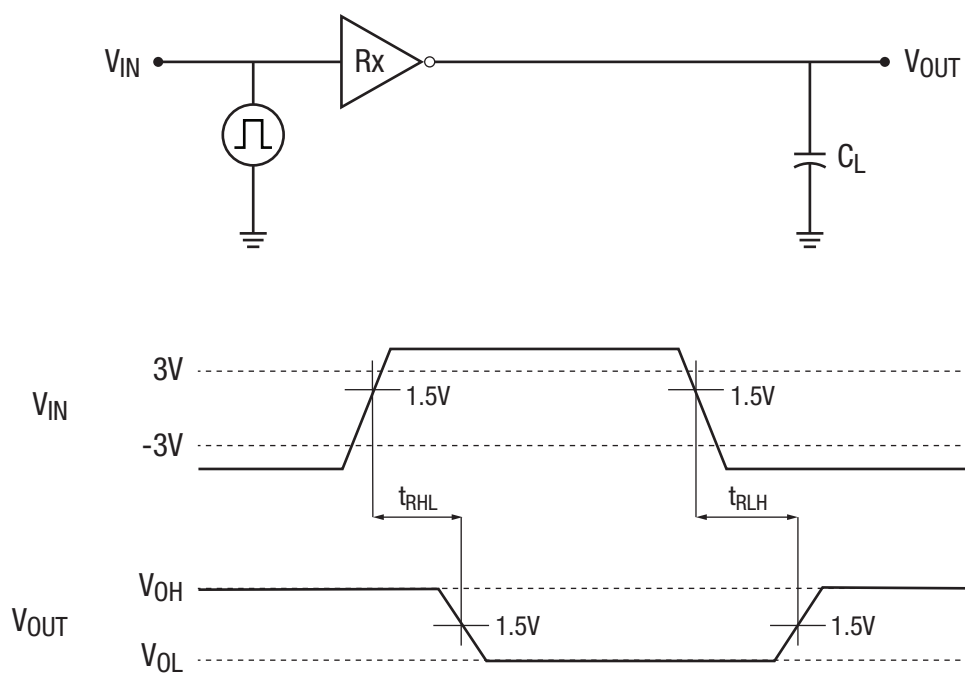 V_IN Rx V_OUT
C_L
3V
1.5V 1.5V
V_IN
-3V
t_RHL t_RLH
V_OH
V_OUT 1.5V 1.5V
V_OL